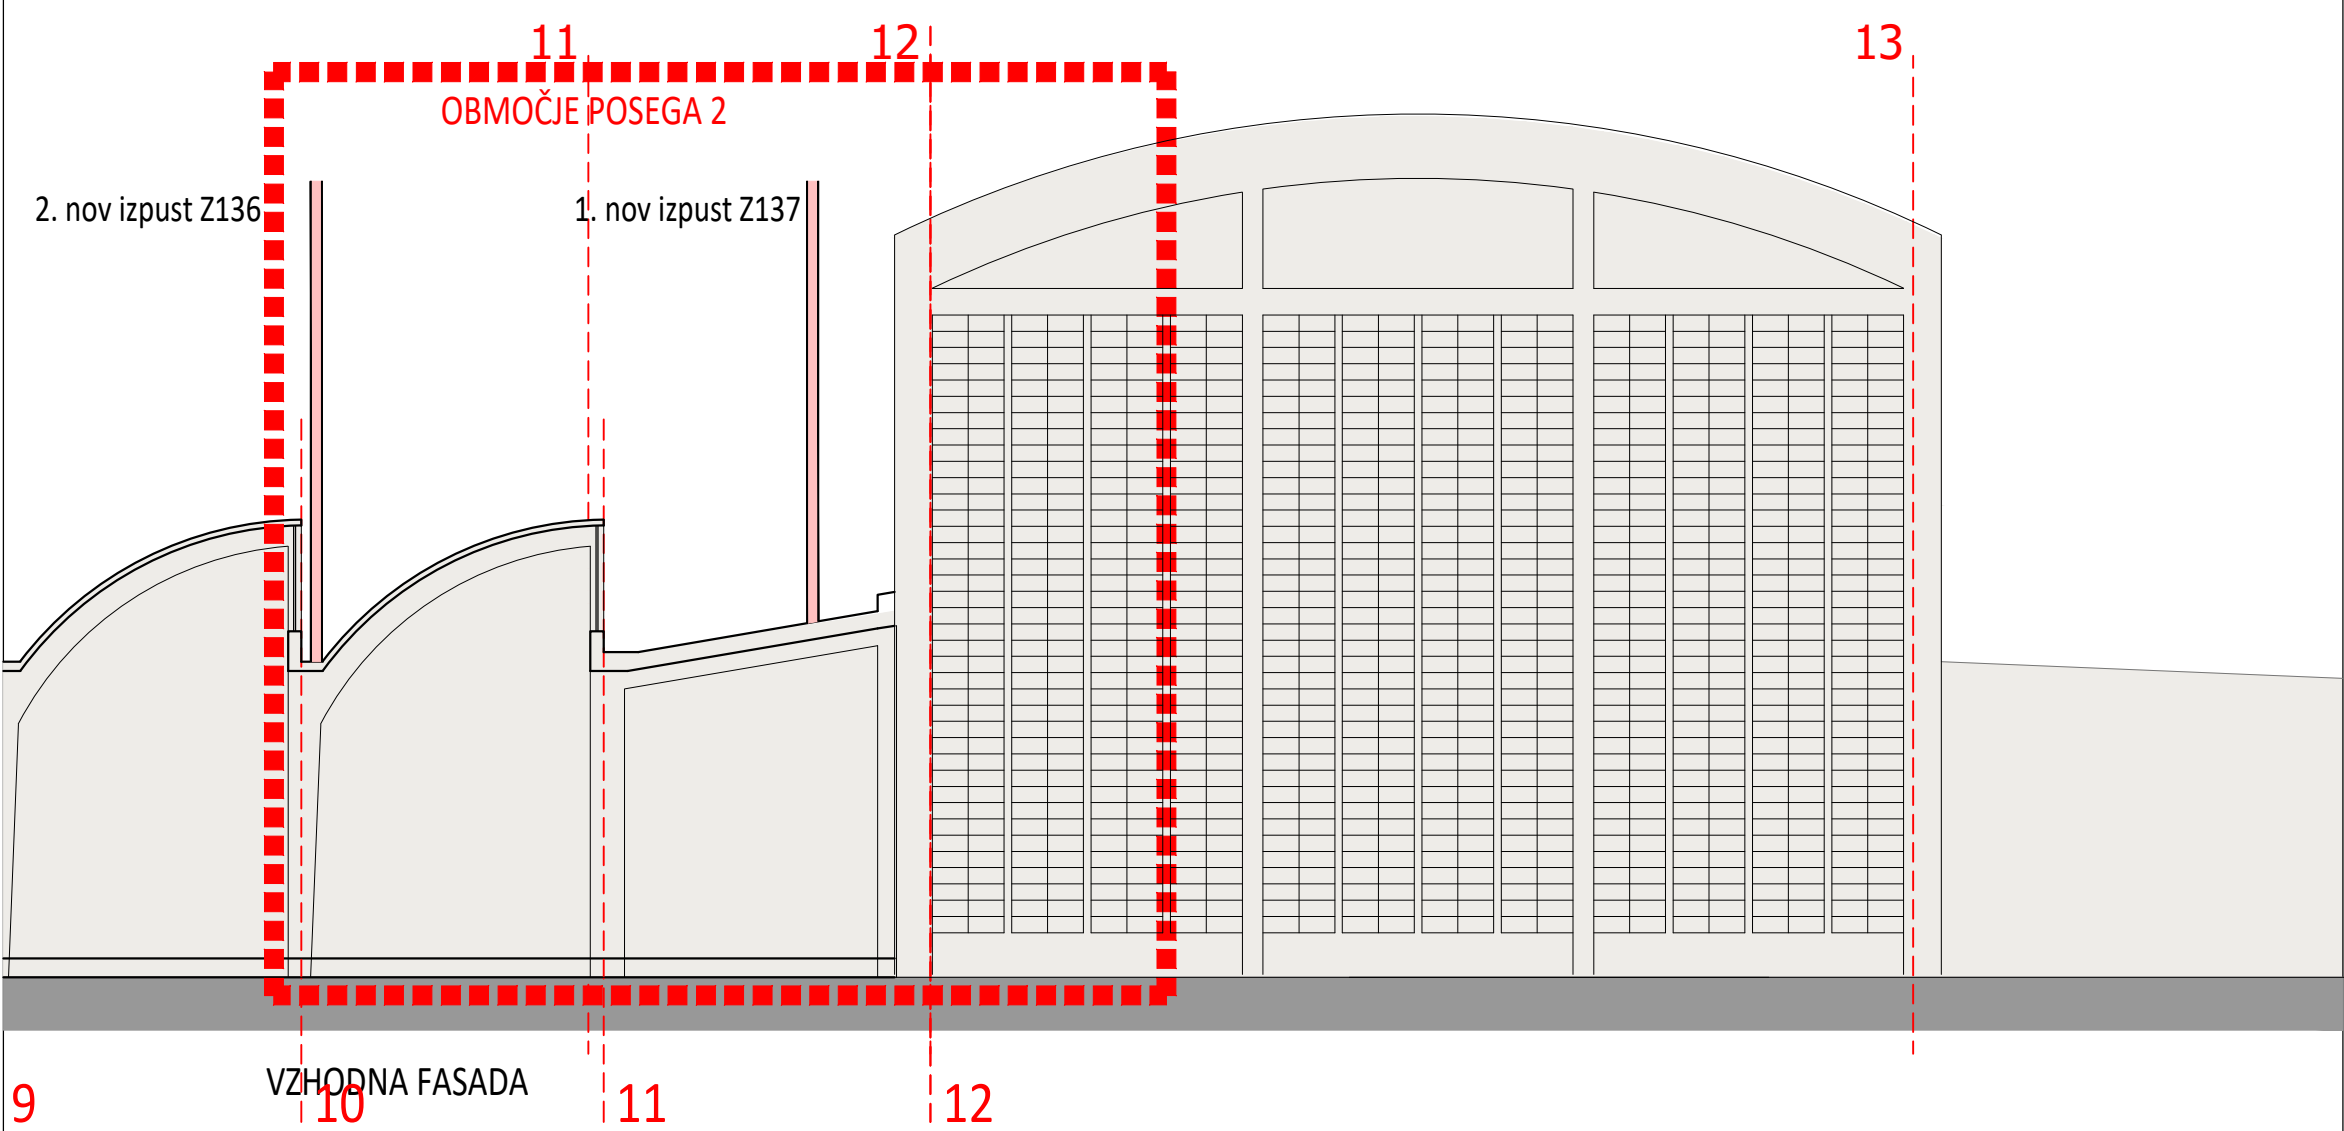 11
12
13
OBMOČJE POSEGA 2
2. nov izpust Z136
1. nov izpust Z137
VZHODNA FASADA
9
10
11
12